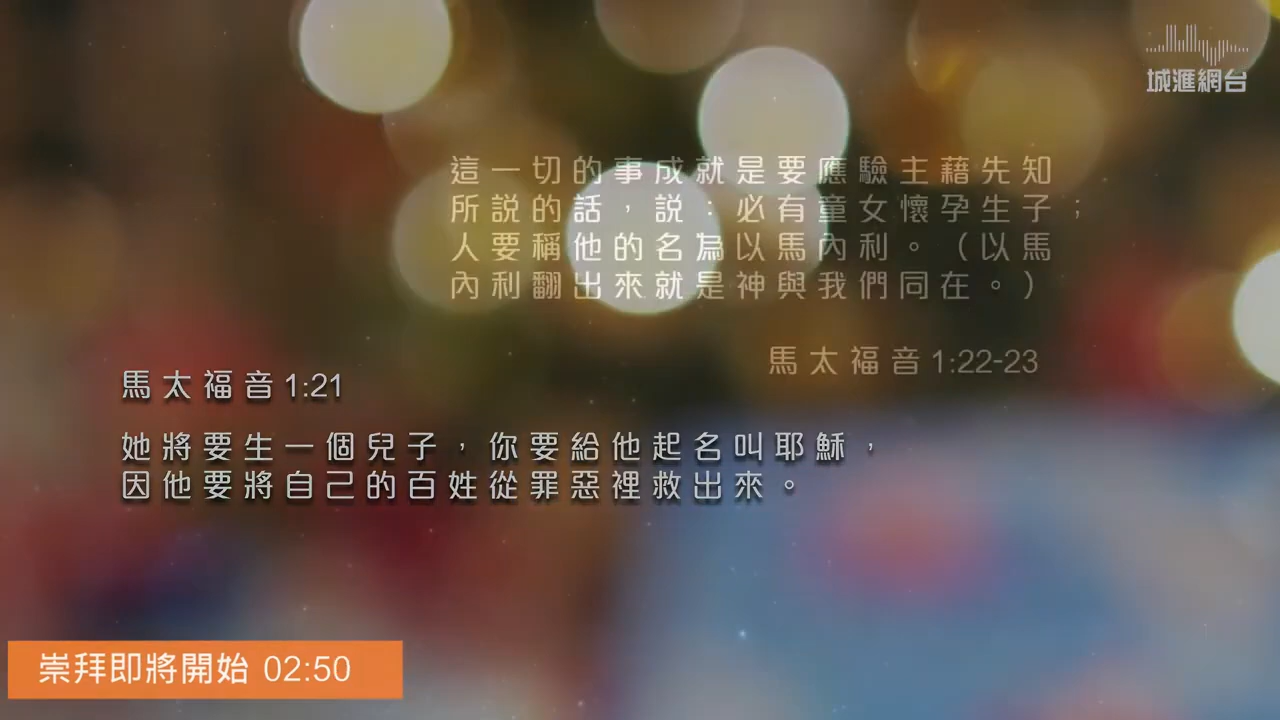 城滙網台
這一切的事成就是要應驗主藉先知
所説的話，説：必有童女懷孕生子；
人要稱他的名為以馬內利。（以馬
內利翻出來就是神與我們同在。）
馬太福音1:22-23
馬太福音1:21
她將要生一個兒子，你要給他起名叫耶穌，
因他要將自己的百姓從罪惡裡救出來。
崇拜即將開始 02:50